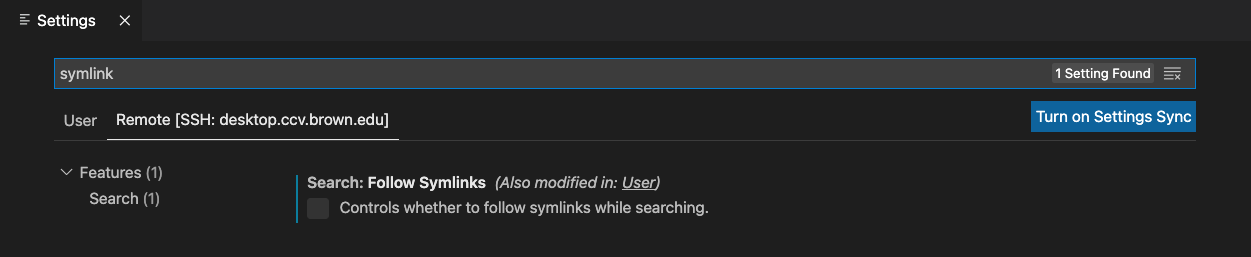 Settings
symlink
1 Setting Found
User
Remote [SSH: desktop.ccv.brown.edu]
Turn on Settings Sync
Features (1)
Search (1)
Search: Follow Symlinks (Also modified in: User)
Controls whether to follow symlinks while searching.